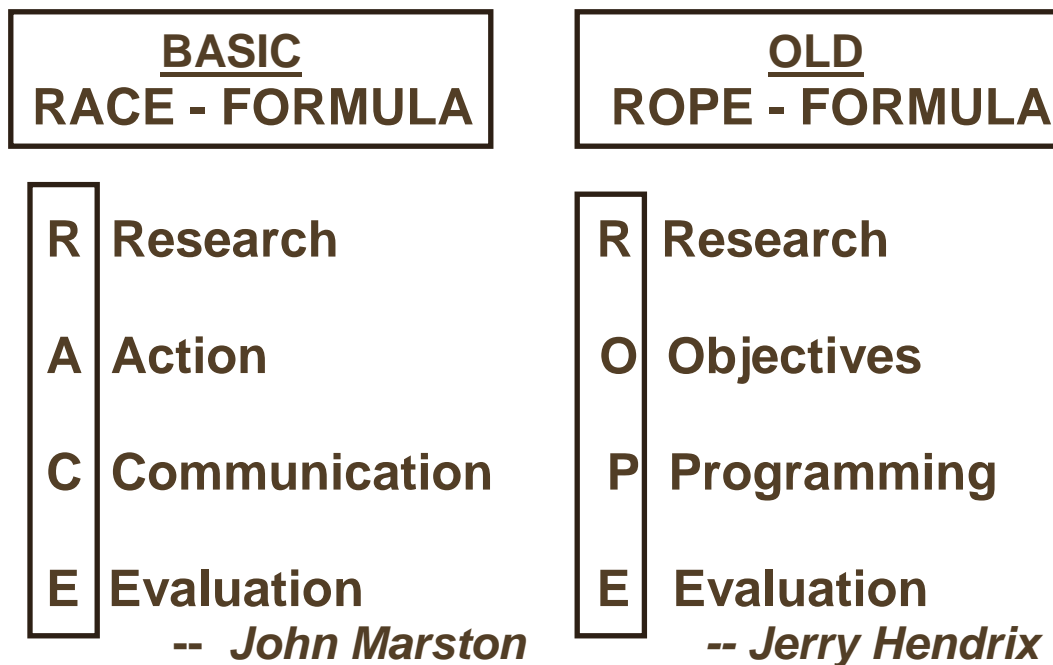 BASIC
RACE - FORMULA
R Research
A Action
C Communication
E Evaluation
-- John Marston
OLD
ROPE - FORMULA
R Research
O Objectives
P Programming
E Evaluation
-- Jerry Hendrix